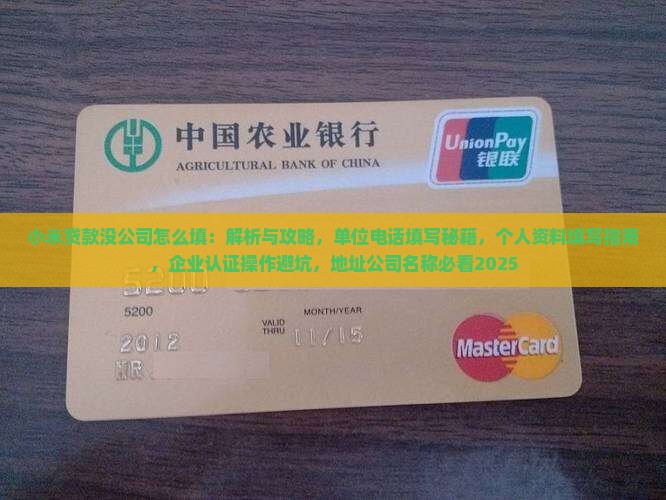 中国农业银行
AGRICULTURAL BANK OF CHINA
UnionPay
银联
小米贷款没公司怎么填：解析与攻略，单位电话填写秘籍，个人资料填写指南
，企业认证操作避坑，地址公司名称必看2025
5200
5200
MONTH/YEAR
VALID
THRU
11/15
2012
MR
MasterCard